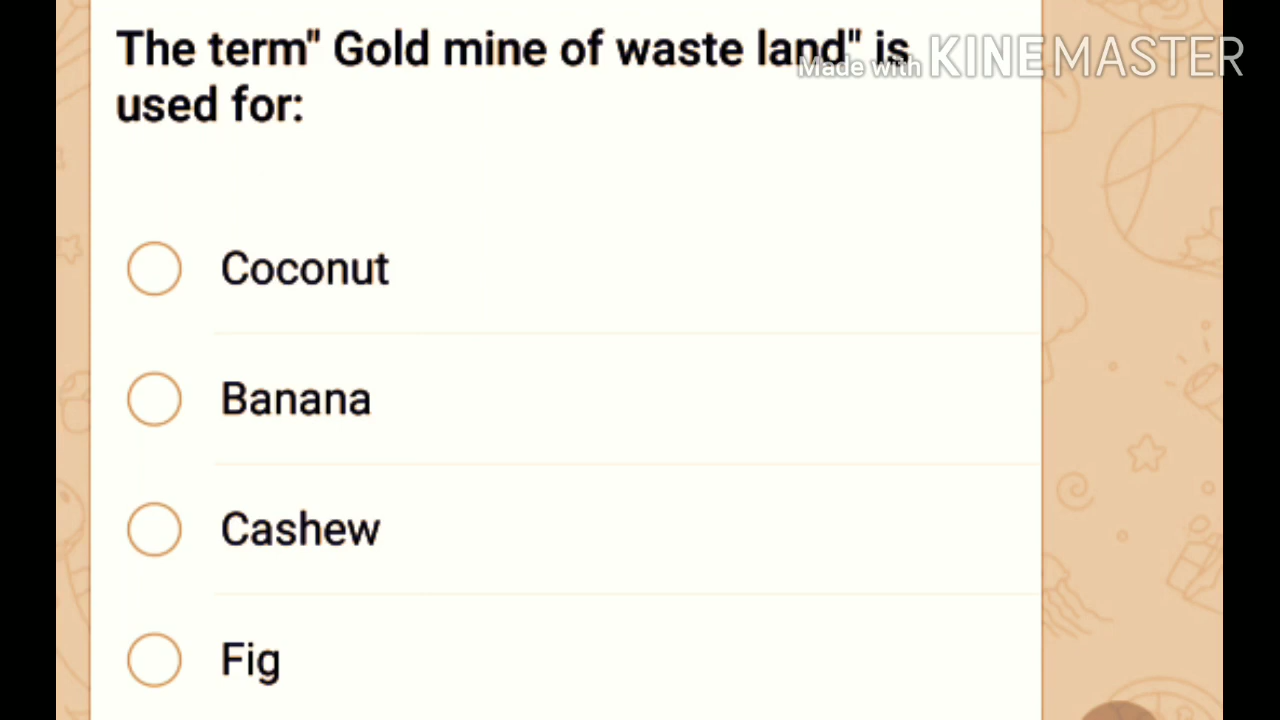 The term" Gold mine of waste land" is
used for:
Made with KINEMASTER
Coconut
Banana
Cashew
Fig